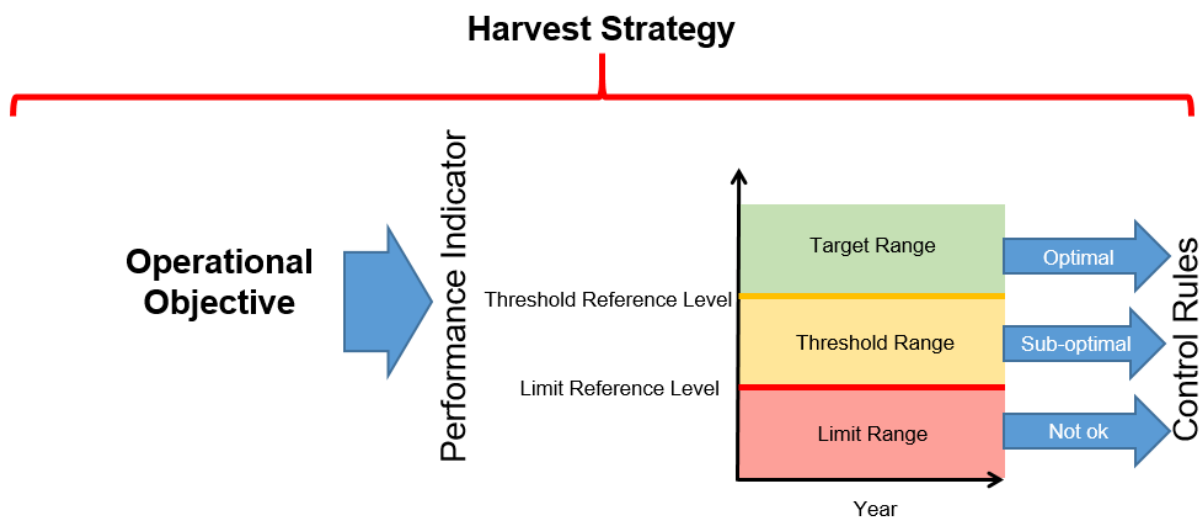 Harvest Strategy
Operational
Objective
Performance Indicator
Threshold Reference Level
Limit Reference Level
Target Range
Threshold Range
Limit Range
Year
Optimal
Sub-optimal
Not ok
Control Rules